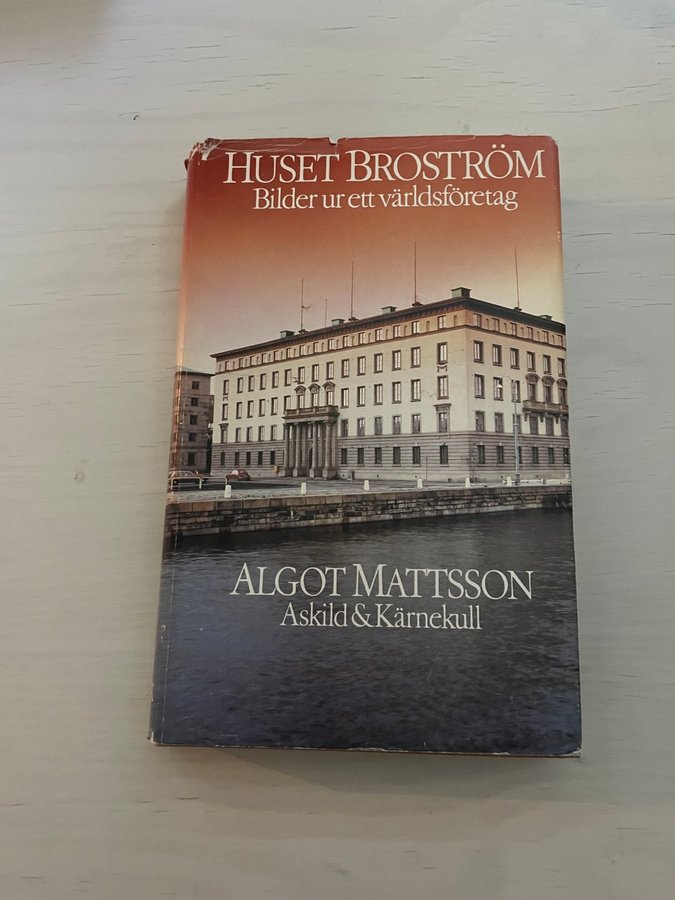 HUSET BROSTRÖM
Bilder ur ett världsföretag
ALGOT MATTSSON
Askild & Kärnekull